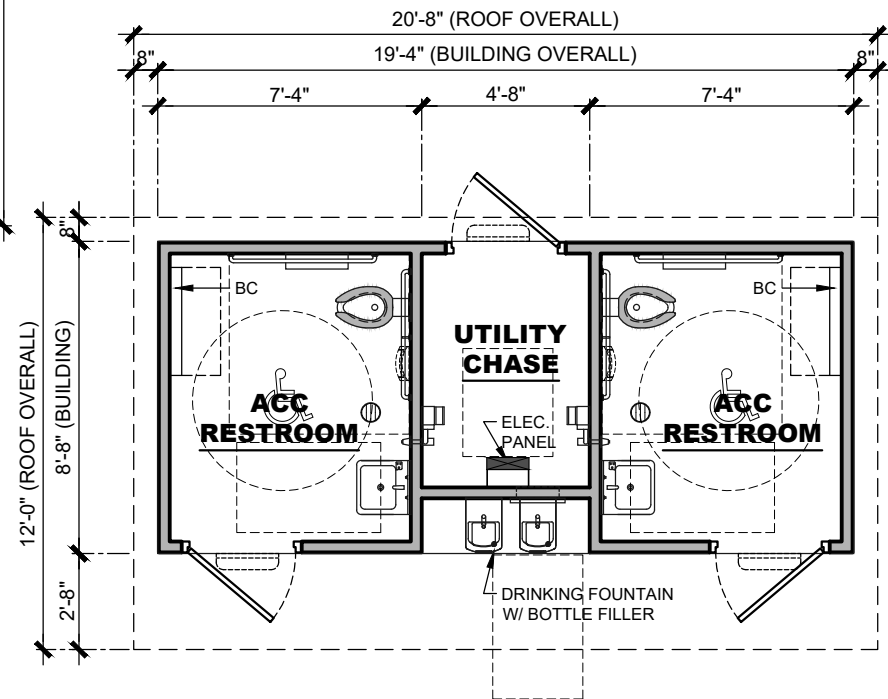 20'-8" (ROOF OVERALL)
8"
19'-4" (BUILDING OVERALL)
8"
7'-4"
4'-8"
7'-4"
8"
12'-0" (ROOF OVERALL)
8'-8" (BUILDING)
2'-8"
BC
BC
UTILITY
CHASE
ACC
RESTROOM
ELEC.
PANEL
ACC
RESTROOM
DRINKING FOUNTAIN
W/ BOTTLE FILLER